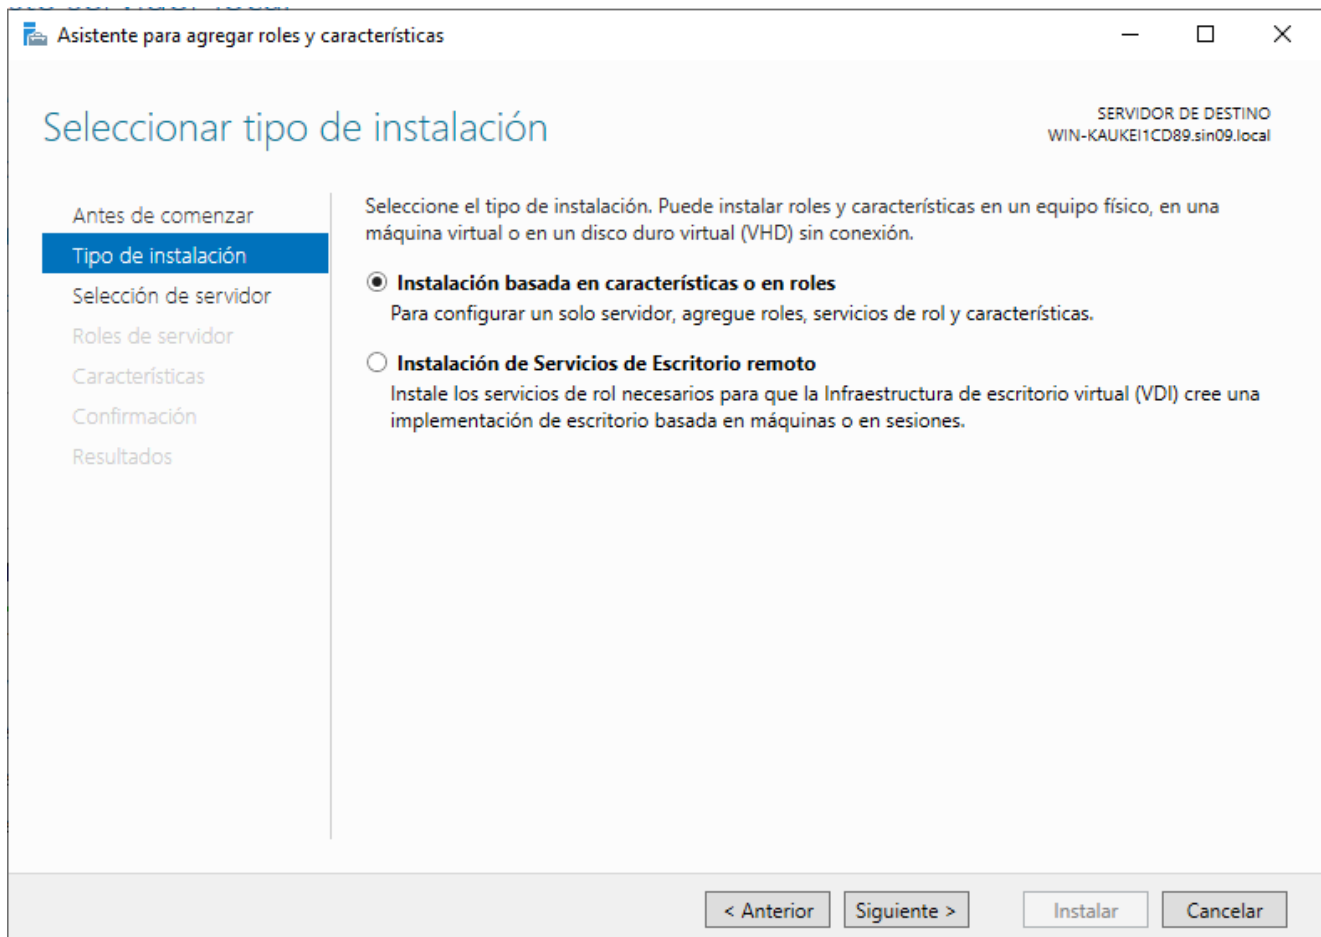 Asistente para agregar roles y características
Seleccionar tipo de instalación
SERVIDOR DE DESTINO
WIN-KAUKEI1CD89.sin09.local
Antes de comenzar
Tipo de instalación
Selección de servidor
Roles de servidor
Características
Confirmación
Resultados
Seleccione el tipo de instalación. Puede instalar roles y características en un equipo físico, en una
máquina virtual o en un disco duro virtual (VHD) sin conexión.
Instalación basada en características o en roles
Para configurar un solo servidor, agregue roles, servicios de rol y características.
Instalación de Servicios de Escritorio remoto
Instale los servicios de rol necesarios para que la Infraestructura de escritorio virtual (VDI) cree una
implementación de escritorio basada en máquinas o en sesiones.
< Anterior
Siguiente >
Instalar
Cancelar